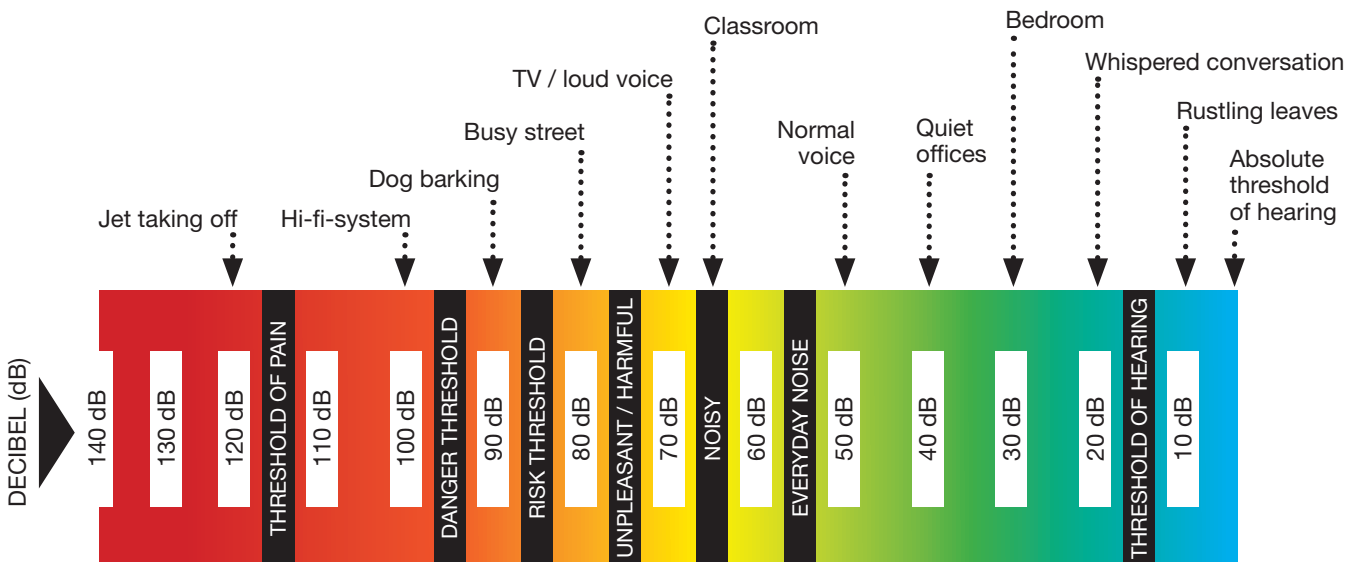 Classroom
Bedroom
TV / loud voice
Whispered conversation
Busy street
Normal
voice
Quiet
offices
Rustling leaves
Dog barking
Absolute
threshold
of hearing
Jet taking off
Hi-fi-system
DECIBEL (dB)
140 dB
130 dB
120 dB
THRESHOLD OF PAIN
110 dB
100 dB
DANGER THRESHOLD
90 dB
RISK THRESHOLD
80 dB
UNPLEASANT / HARMFUL
70 dB
NOISY
60 dB
EVERYDAY NOISE
50 dB
40 dB
30 dB
20 dB
THRESHOLD OF HEARING
10 dB